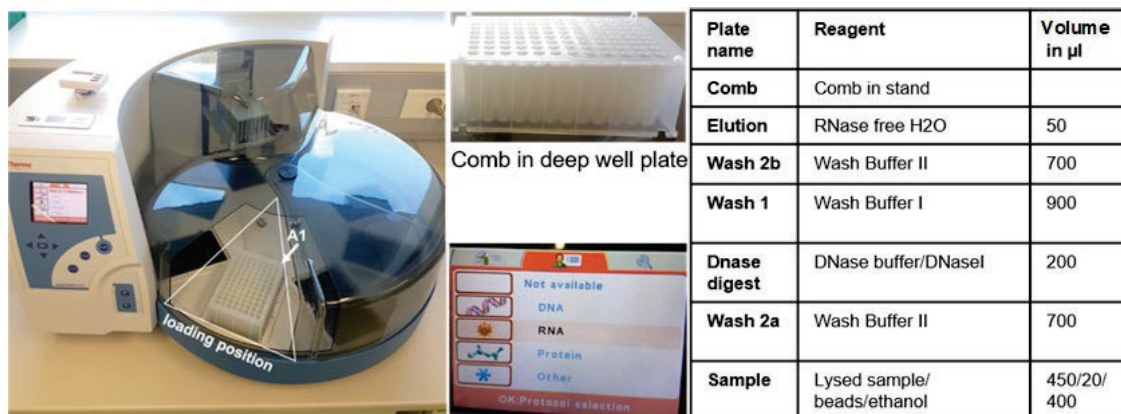 Thermo
A1
loading position
Comb in deep well plate
Not available
DNA
RNA
Protein
Other
OK:Protocol selection
Plate name Reagent Volume in µl
Comb Comb in stand
Elution RNase free H2O 50
Wash 2b Wash Buffer II 700
Wash 1 Wash Buffer I 900
Dnase digest DNase buffer/DNaseI 200
Wash 2a Wash Buffer II 700
Sample Lysed sample/ 450/20/
beads/ethanol 400